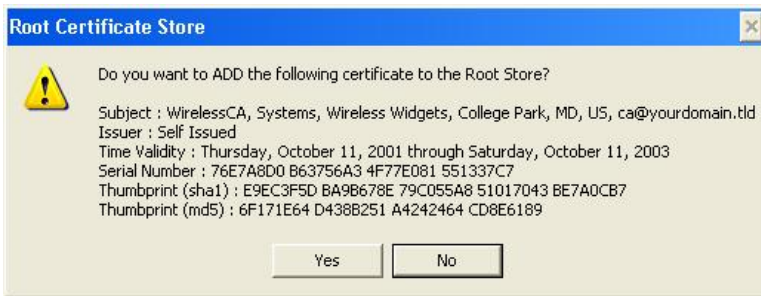 Root Certificate Store
Do you want to ADD the following certificate to the Root Store?
Subject : WirelessCA, Systems, Wireless Widgets, College Park, MD, US, ca@yourdomain.tld
Issuer : Self Issued
Time Validity : Thursday, October 11, 2001 through Saturday, October 11, 2003
Serial Number : 76E7A8D0 B63756A3 4F77E081 551337C7
Thumbprint (sha1) : E9EC3F5D BA9B678E 79C055A8 51017043 BE7A0CB7
Thumbprint (md5) : 6F171E64 D438B251 A4242464 CD8E6189
Yes
No